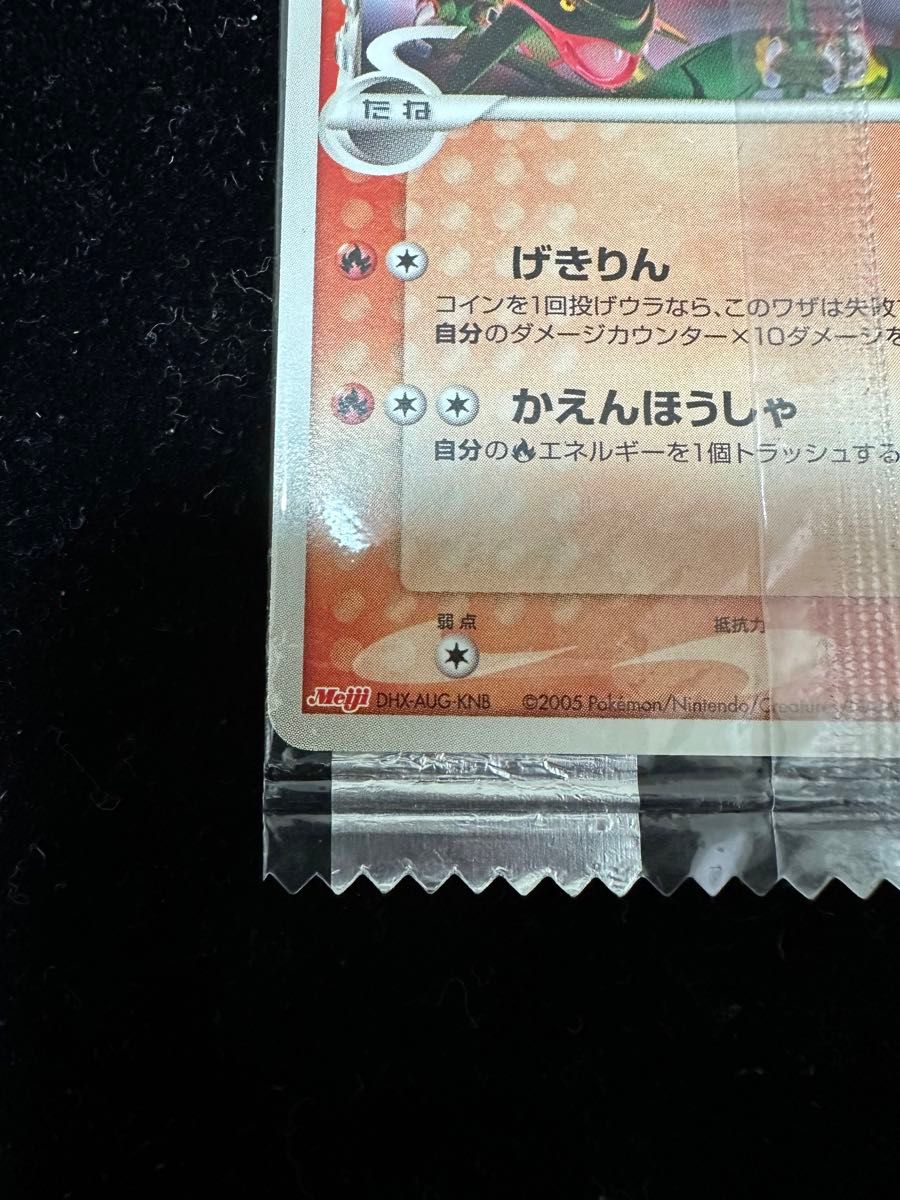 たね
げきりん
コインを1回投げウラなら、このワザは失敗
自分のダメージカウンター×10ダメージを
かえんほうしゃ
自分のエネルギーを1個トラッシュする
弱点 抵抗力
Meiji DHX-AUG-KNB ©2005 Pokémon/Nintendo/Creatures